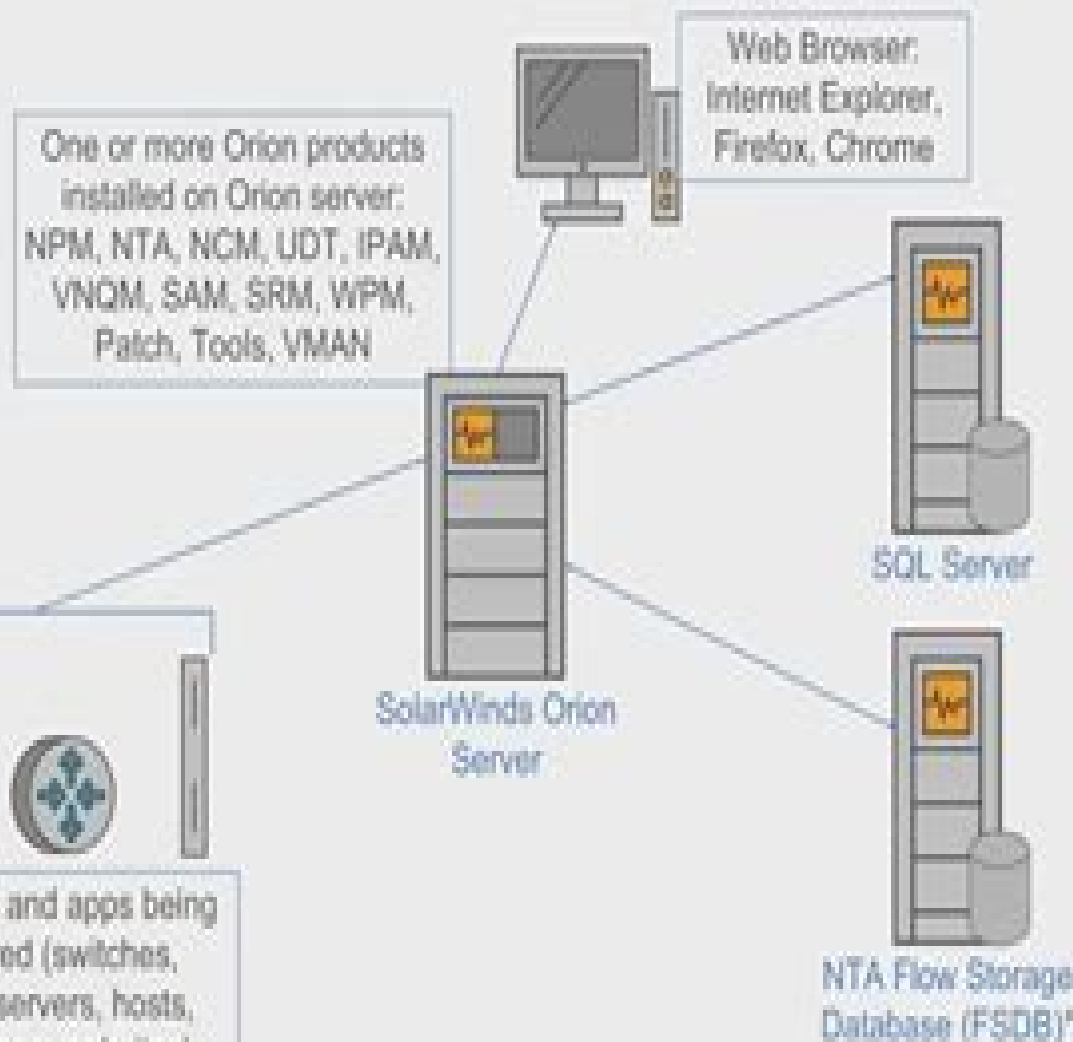 Web Browser:
Internet Explorer,
Firefox, Chrome
One or more Orion products
installed on Orion server:
NPM, NTA, NCM, UDT, IPAM,
VNQM, SAM, SRM, WPM,
Patch, Tools, VMAN
SQL Server
SolarWinds Orion
Server
and apps being
(switches,
servers, hosts,
NTA Flow Storage
Database (FSDB)*